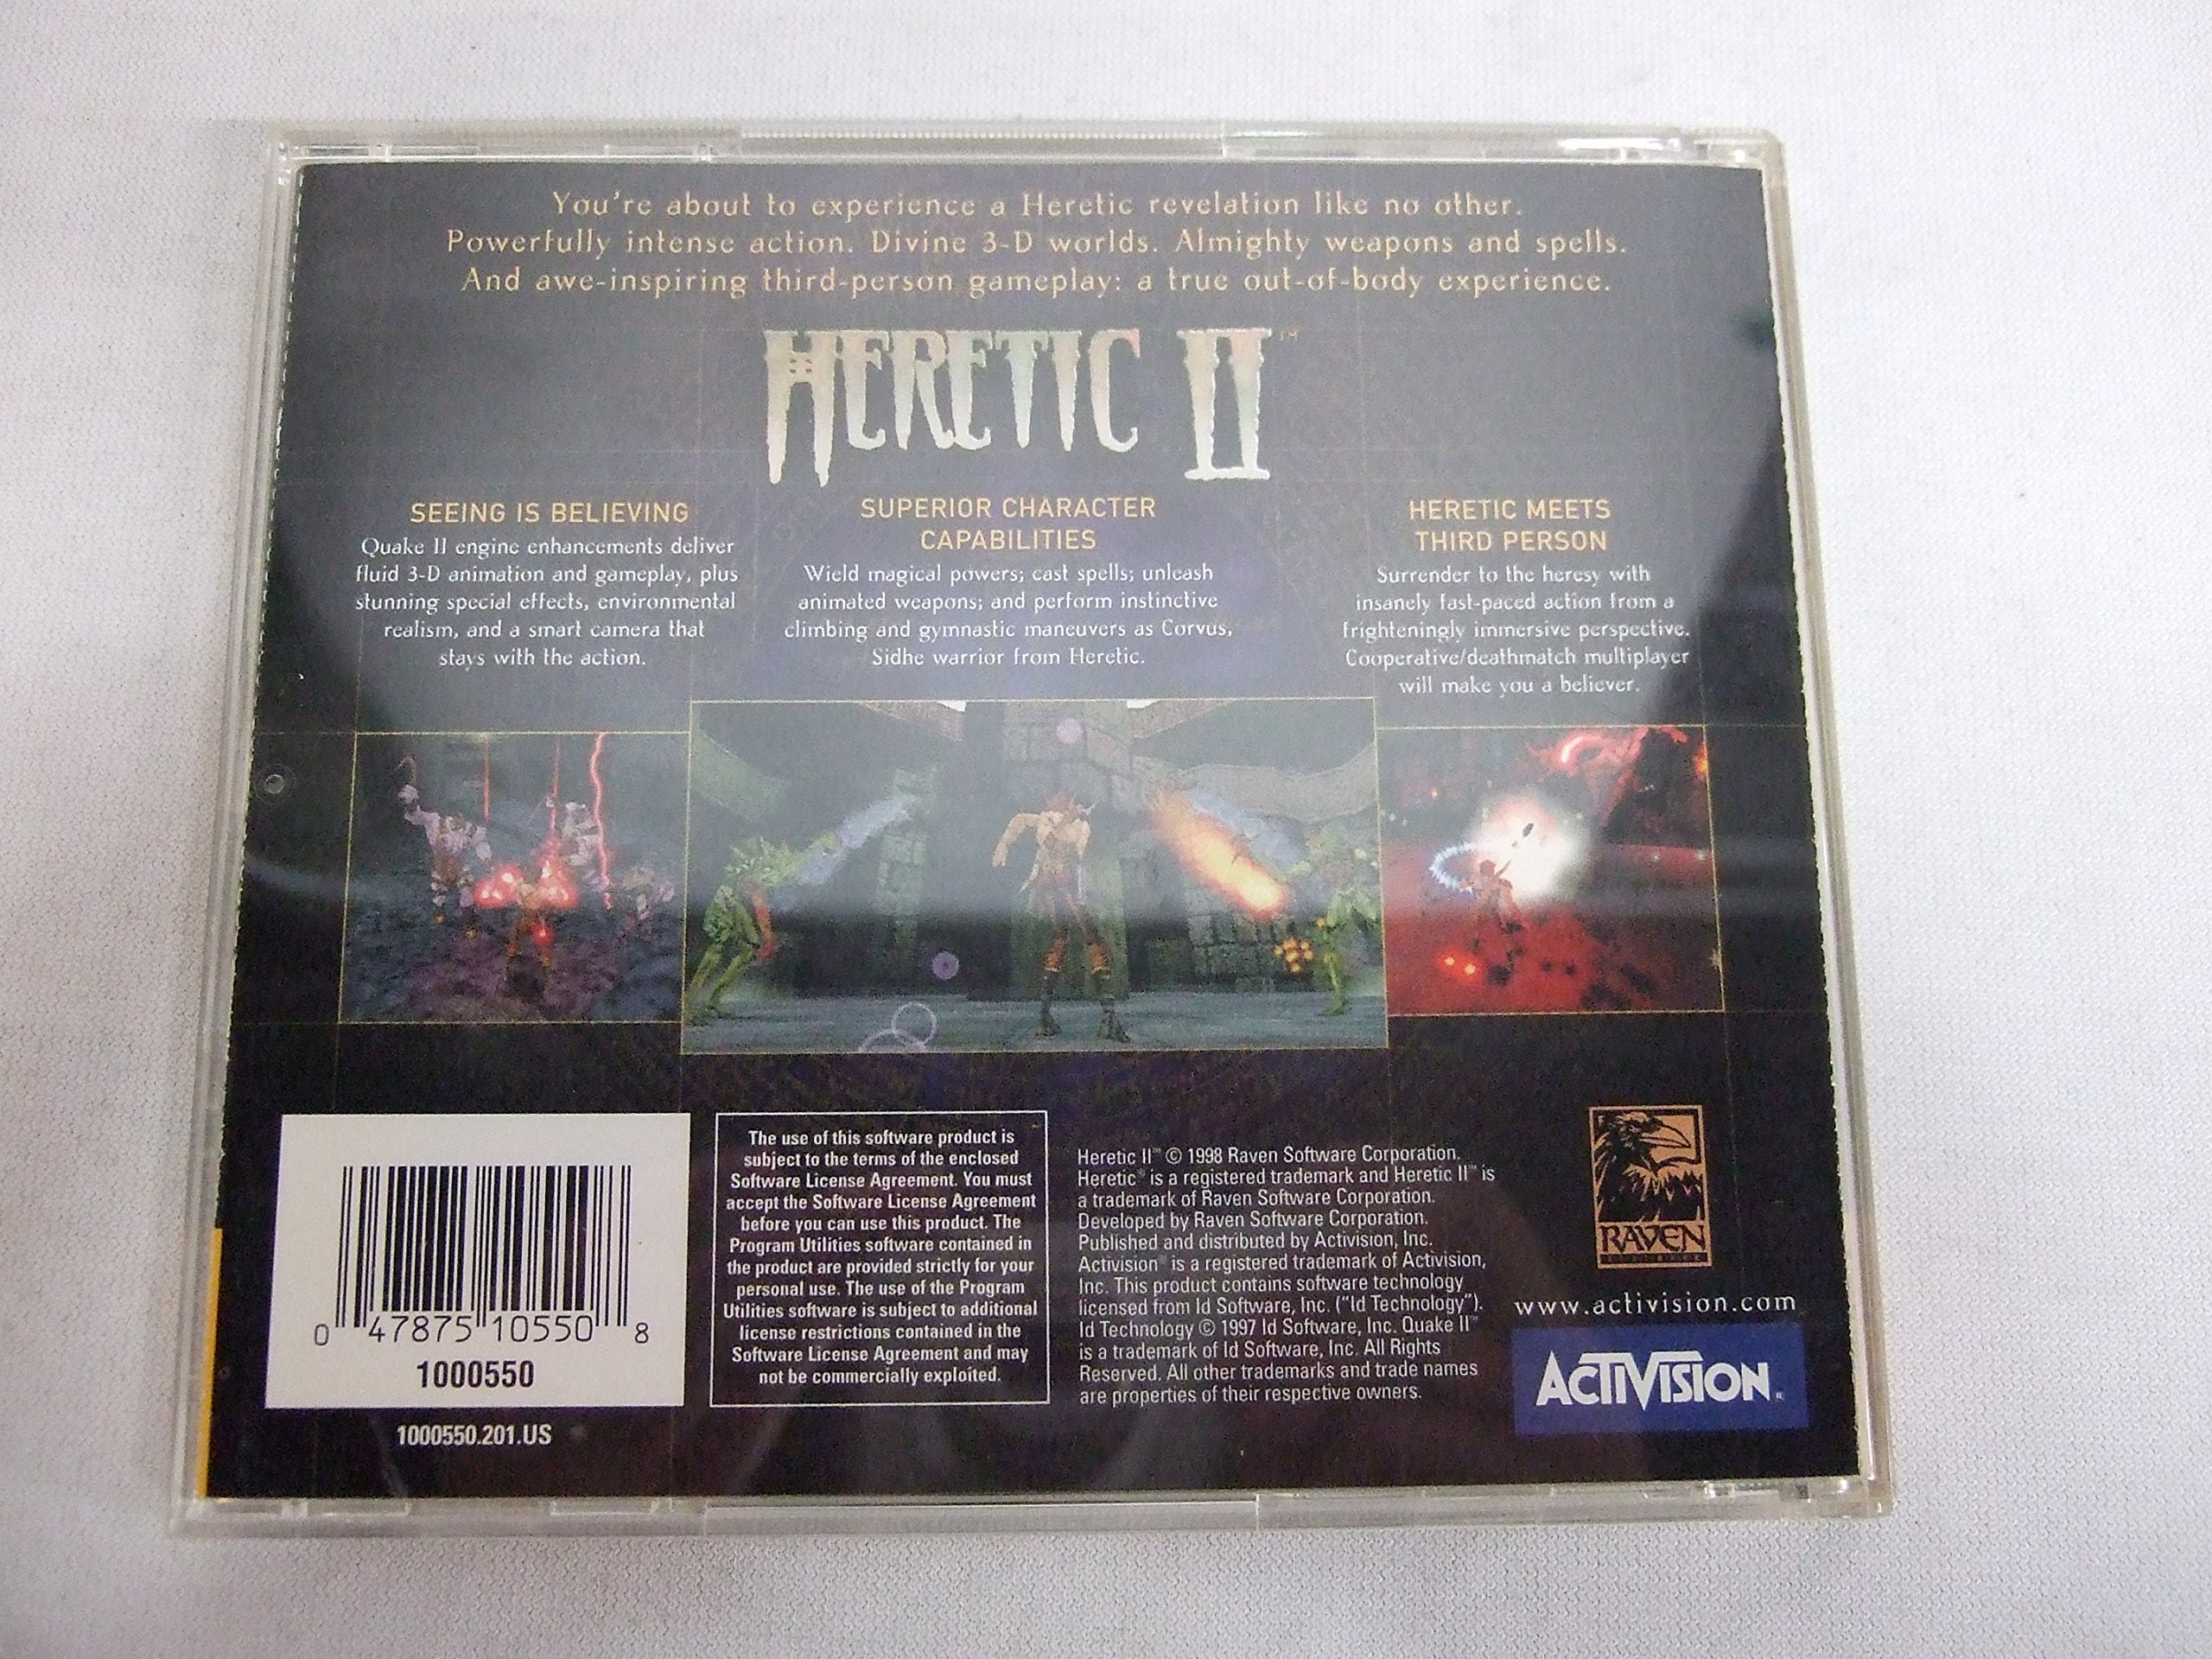 You're about to experience a Heretic revelation like no other.
Powerfully intense action. Divine 3-D worlds. Almighty weapons and spells.
And awe-inspiring third-person gameplay: a true out-of-body experience.
HERETIC II™
SEEING IS BELIEVING
Quake II engine enhancements deliver
fluid 3-D animation and gameplay, plus
stunning special effects, environmental
realism, and a smart camera that
stays with the action.
SUPERIOR CHARACTER
CAPABILITIES
Wield magical powers; cast spells; unleash
animated weapons; and perform instinctive
climbing and gymnastic maneuvers as Corvus,
Sidhe warrior from Heretic.
HERETIC MEETS
THIRD PERSON
Surrender to the heresy with
insanely fast-paced action from a
frighteningly immersive perspective.
Cooperative/deathmatch multiplayer
will make you a believer.
0 47875 10550 8
1000550
1000550.201.US
The use of this software product is
subject to the terms of the enclosed
Software License Agreement. You must
accept the Software License Agreement
before you can use this product. The
Program Utilities software contained in
the product are provided strictly for your
personal use. The use of the Program
Utilities software is subject to additional
license restrictions contained in the
Software License Agreement and may
not be commercially exploited.
Heretic II™ © 1998 Raven Software Corporation.
Heretic® is a registered trademark and Heretic II™ is
a trademark of Raven Software Corporation.
Developed by Raven Software Corporation.
Published and distributed by Activision, Inc.
Activision® is a registered trademark of Activision,
Inc. This product contains software technology
licensed from Id Software, Inc. ("Id Technology").
Id Technology © 1997 Id Software, Inc. Quake II™
is a trademark of Id Software, Inc. All Rights
Reserved. All other trademarks and trade names
are properties of their respective owners.
RAVEN
www.activision.com
ACTIVISION®